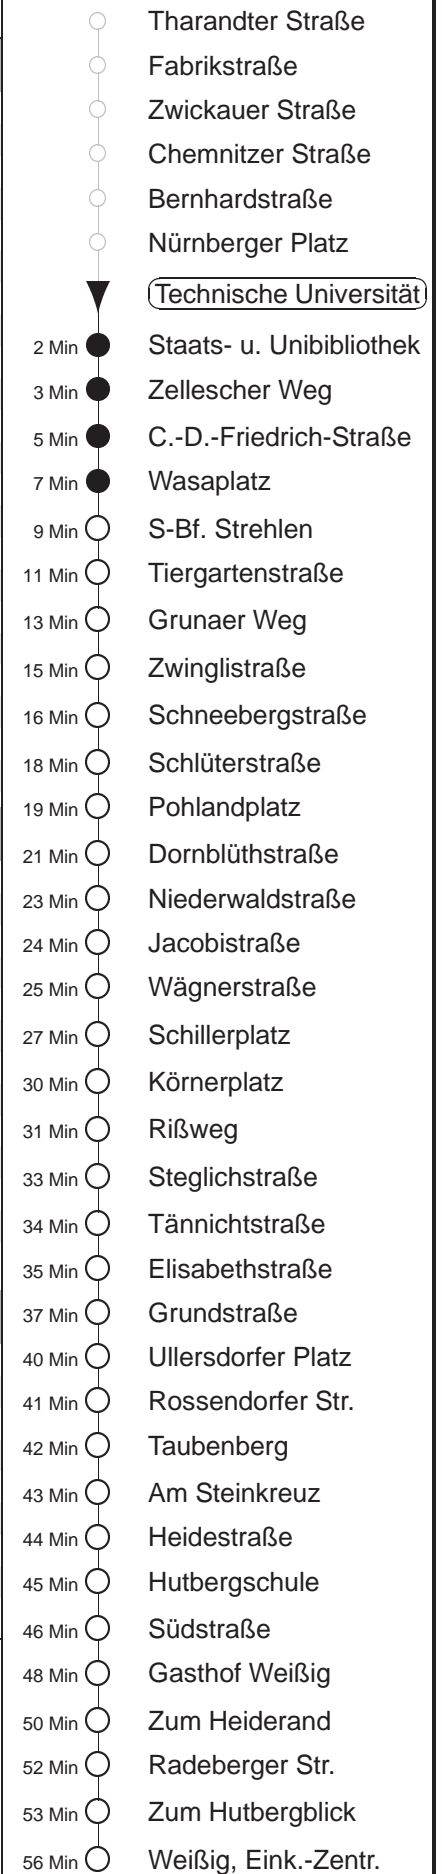 Tharandter Straße
Fabrikstraße
Zwickauer Straße
Chemnitzer Straße
Bernhardstraße
Nürnberger Platz
Technische Universität
2 Min Staats- u. Unibibliothek
3 Min Zellescher Weg
5 Min C.-D.-Friedrich-Straße
7 Min Wasaplatz
9 Min S-Bf. Strehlen
11 Min Tiergartenstraße
13 Min Grunaer Weg
15 Min Zwinglistraße
16 Min Schneebergstraße
18 Min Schlüterstraße
19 Min Pohlandplatz
21 Min Dornblüthstraße
23 Min Niederwaldstraße
24 Min Jacobistraße
25 Min Wägnerstraße
27 Min Schillerplatz
30 Min Körnerplatz
31 Min Rißweg
33 Min Steglichstraße
34 Min Tännichtstraße
35 Min Elisabethstraße
37 Min Grundstraße
40 Min Ullersdorfer Platz
41 Min Rossendorfer Str.
42 Min Taubenberg
43 Min Am Steinkreuz
44 Min Heidestraße
45 Min Hutbergschule
46 Min Südstraße
48 Min Gasthof Weißig
50 Min Zum Heiderand
52 Min Radeberger Str.
53 Min Zum Hutbergblick
56 Min Weißig, Eink.-Zentr.